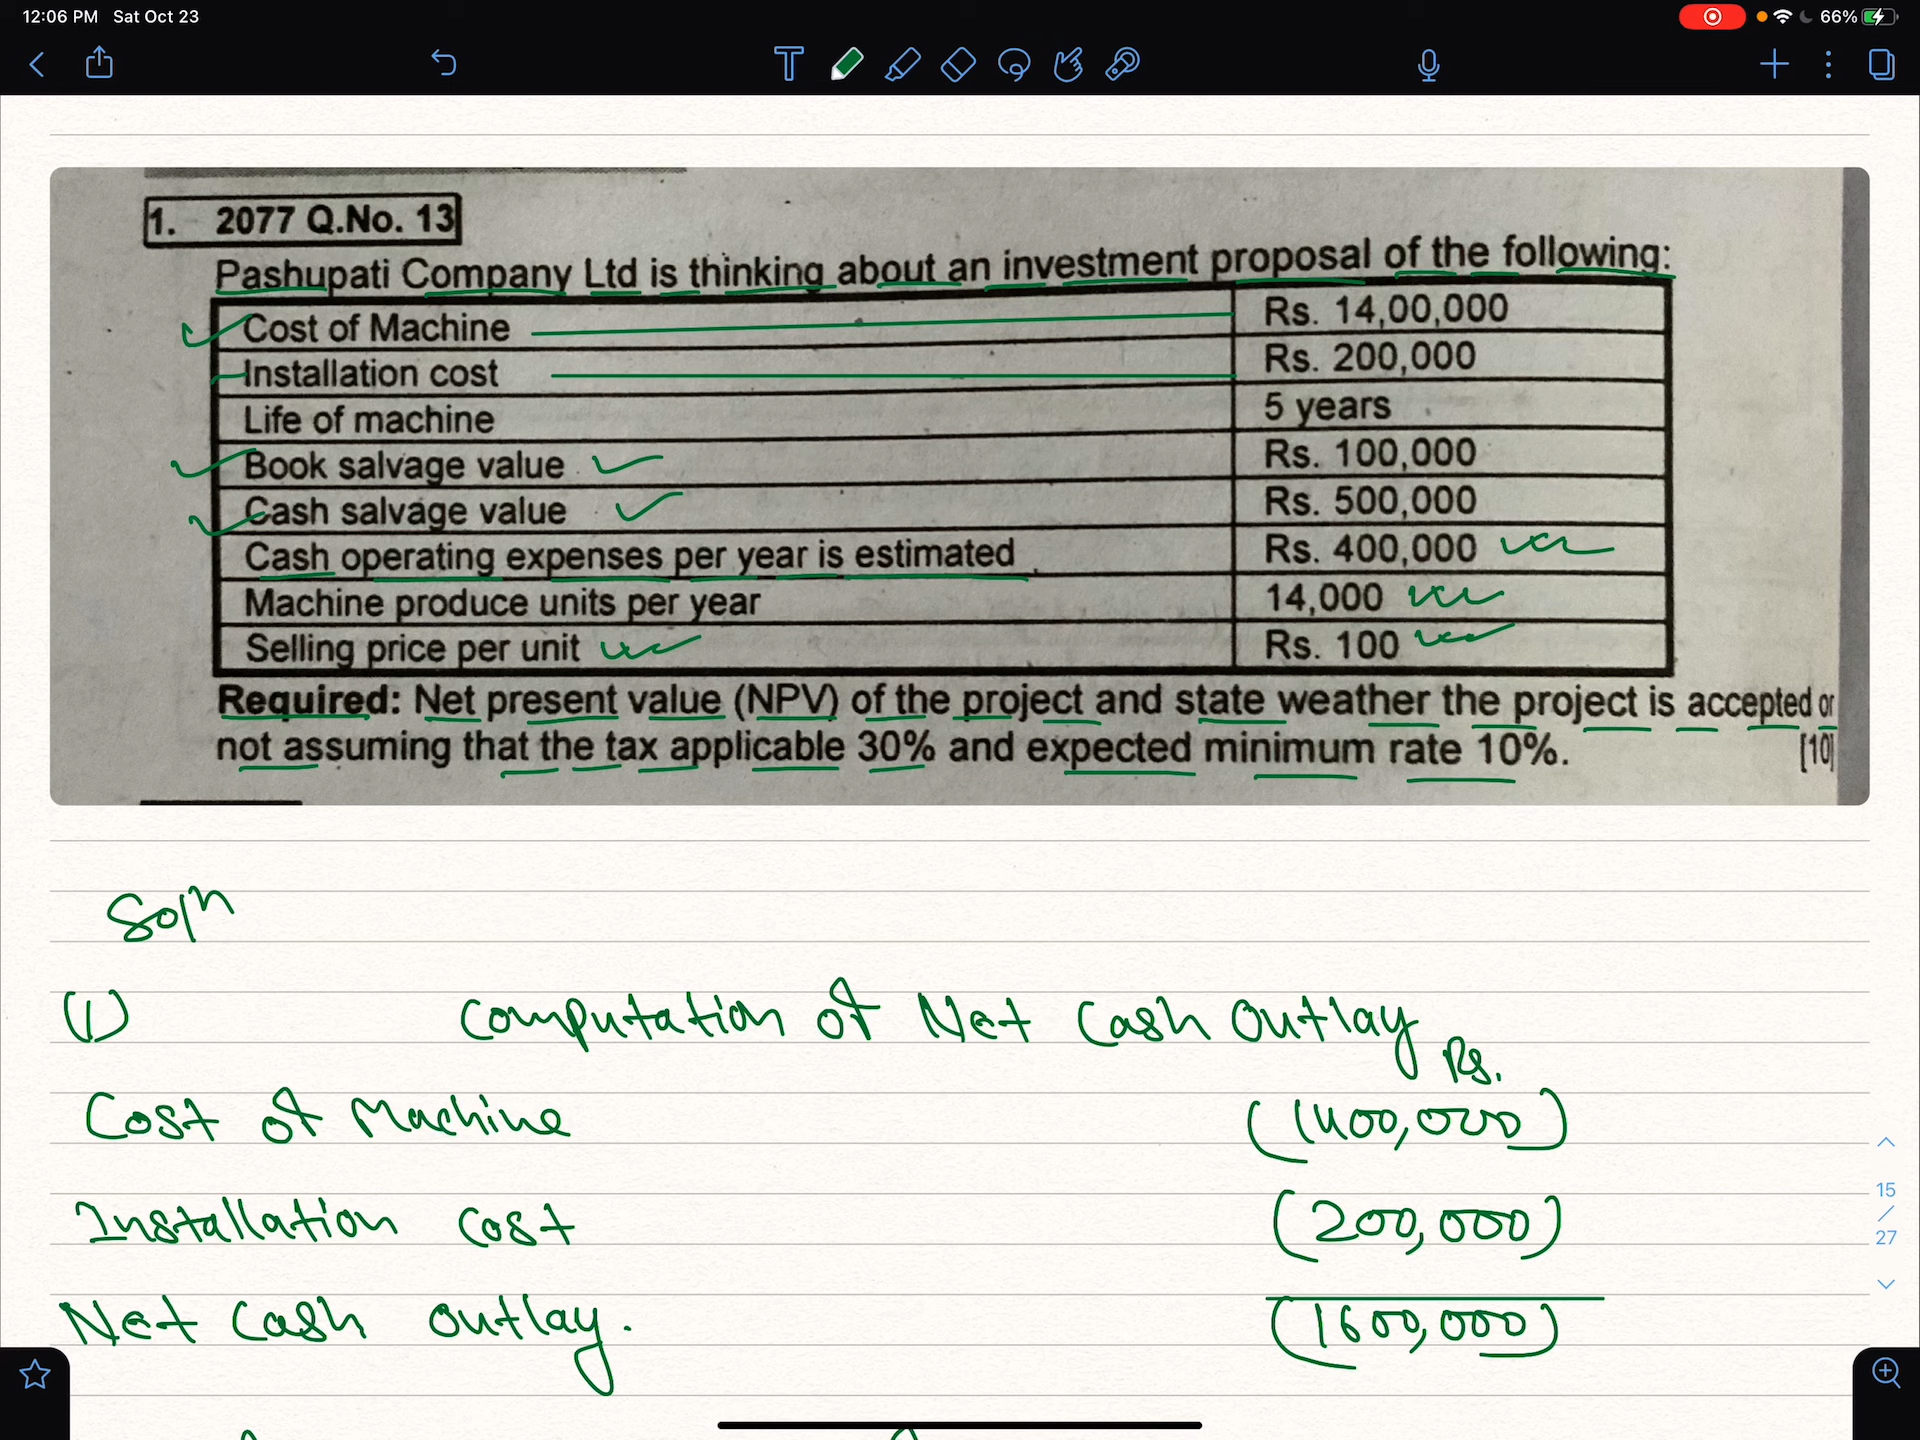 12:06 PM Sat Oct 23
66%
1. 2077 Q.No. 13
Pashupati Company Ltd is thinking about an investment proposal of the following:
Cost of Machine Rs. 14,00,000
Installation cost Rs. 200,000
Life of machine 5 years
Book salvage value Rs. 100,000
Cash salvage value Rs. 500,000
Cash operating expenses per year is estimated Rs. 400,000
Machine produce units per year 14,000
Selling price per unit Rs. 100
Required: Net present value (NPV) of the project and state weather the project is accepted or
not assuming that the tax applicable 30% and expected minimum rate 10%. [10]
Soln
(1) Computation of Net Cash Outlay
Rs.
Cost of Machine (1400,000)
Installation Cost (200,000)
Net Cash Outlay. (1600,000)
15
/
27